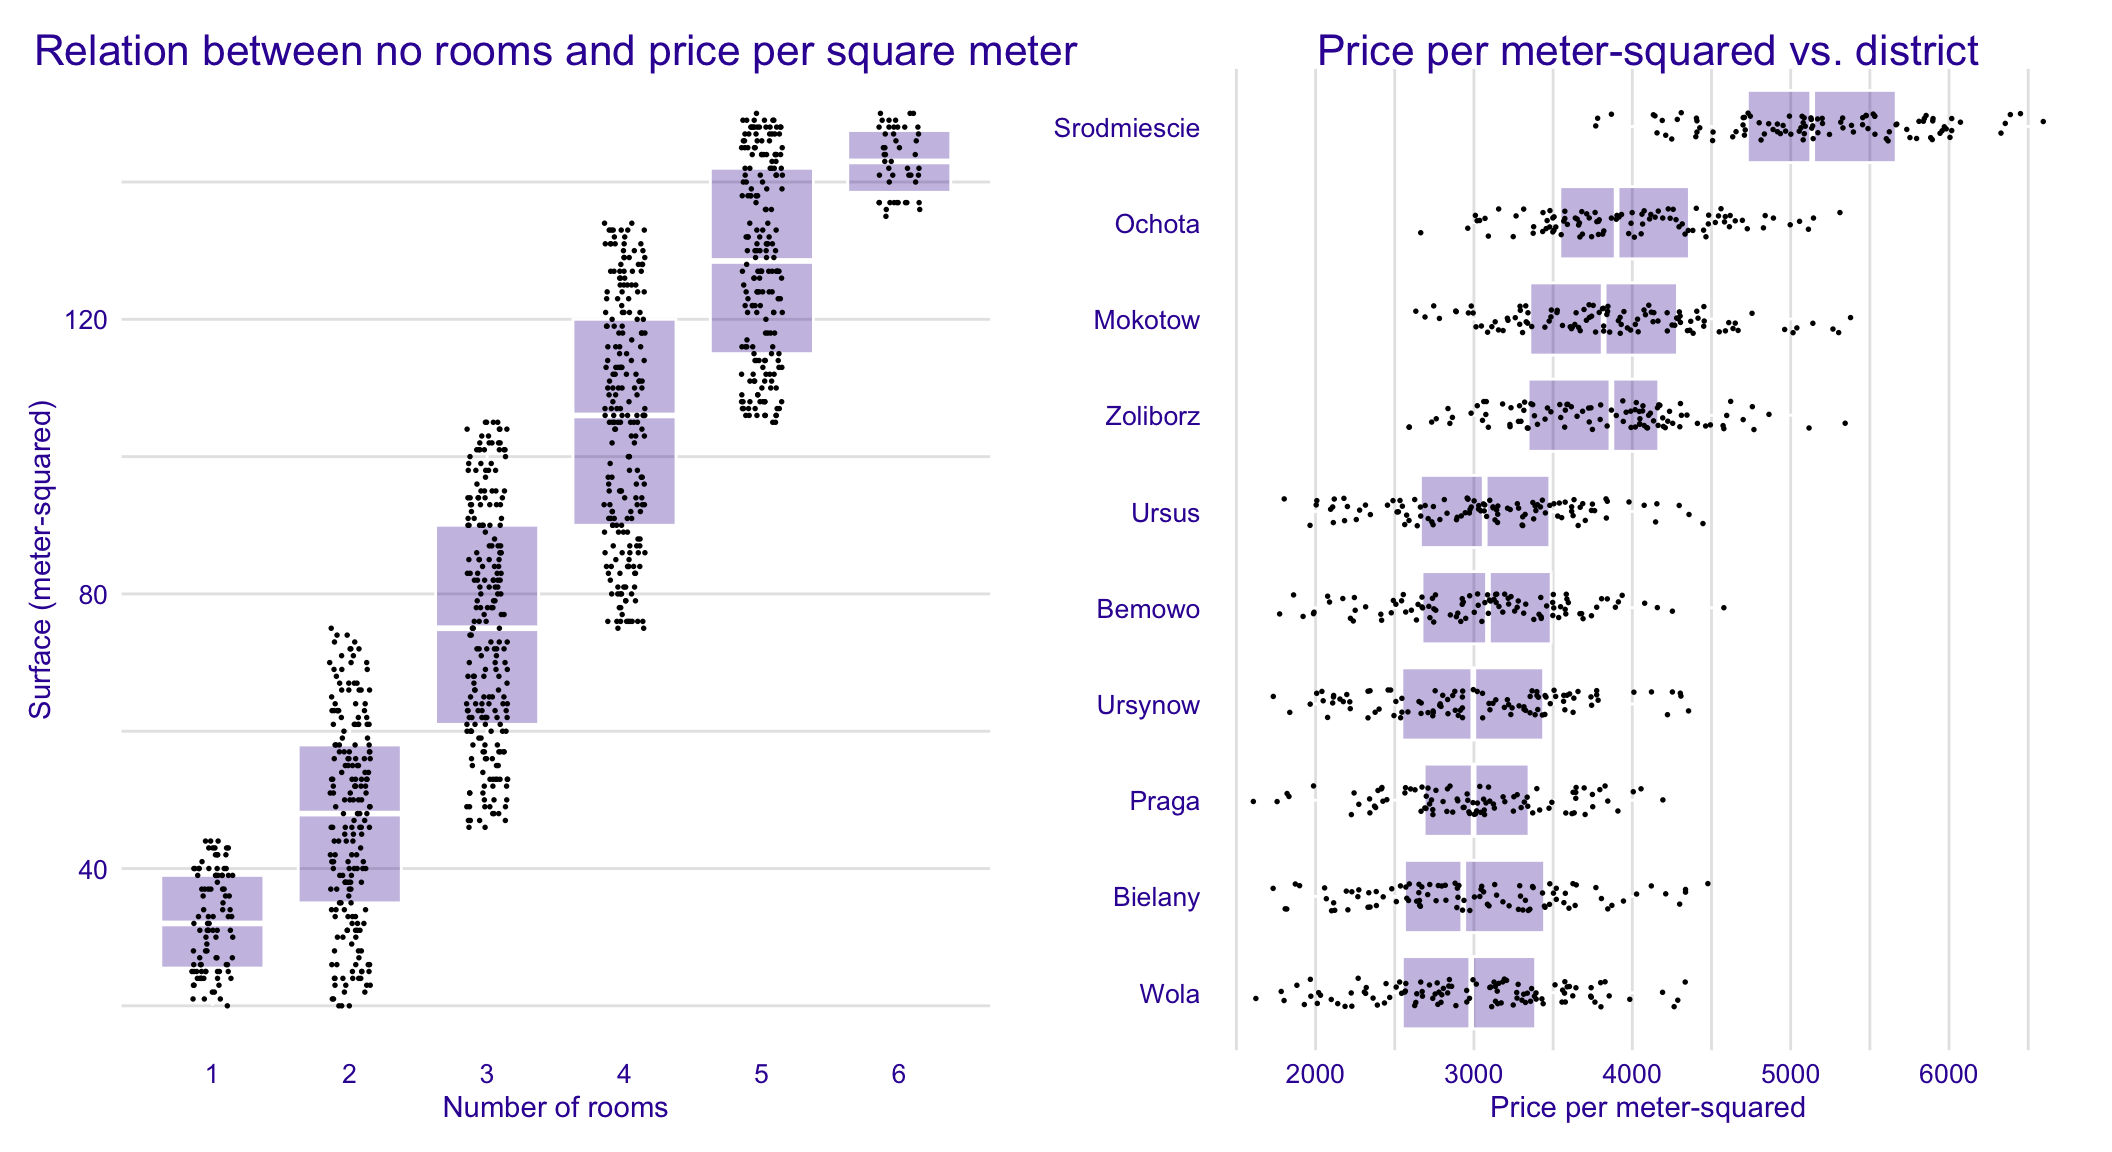 Relation between no rooms and price per square meter
Surface (meter-squared)
120
80
40
1 2 3 4 5 6
Number of rooms
Price per meter-squared vs. district
Srodmiescie
Ochota
Mokotow
Zoliborz
Ursus
Bemowo
Ursynow
Praga
Bielany
Wola
2000 3000 4000 5000 6000
Price per meter-squared